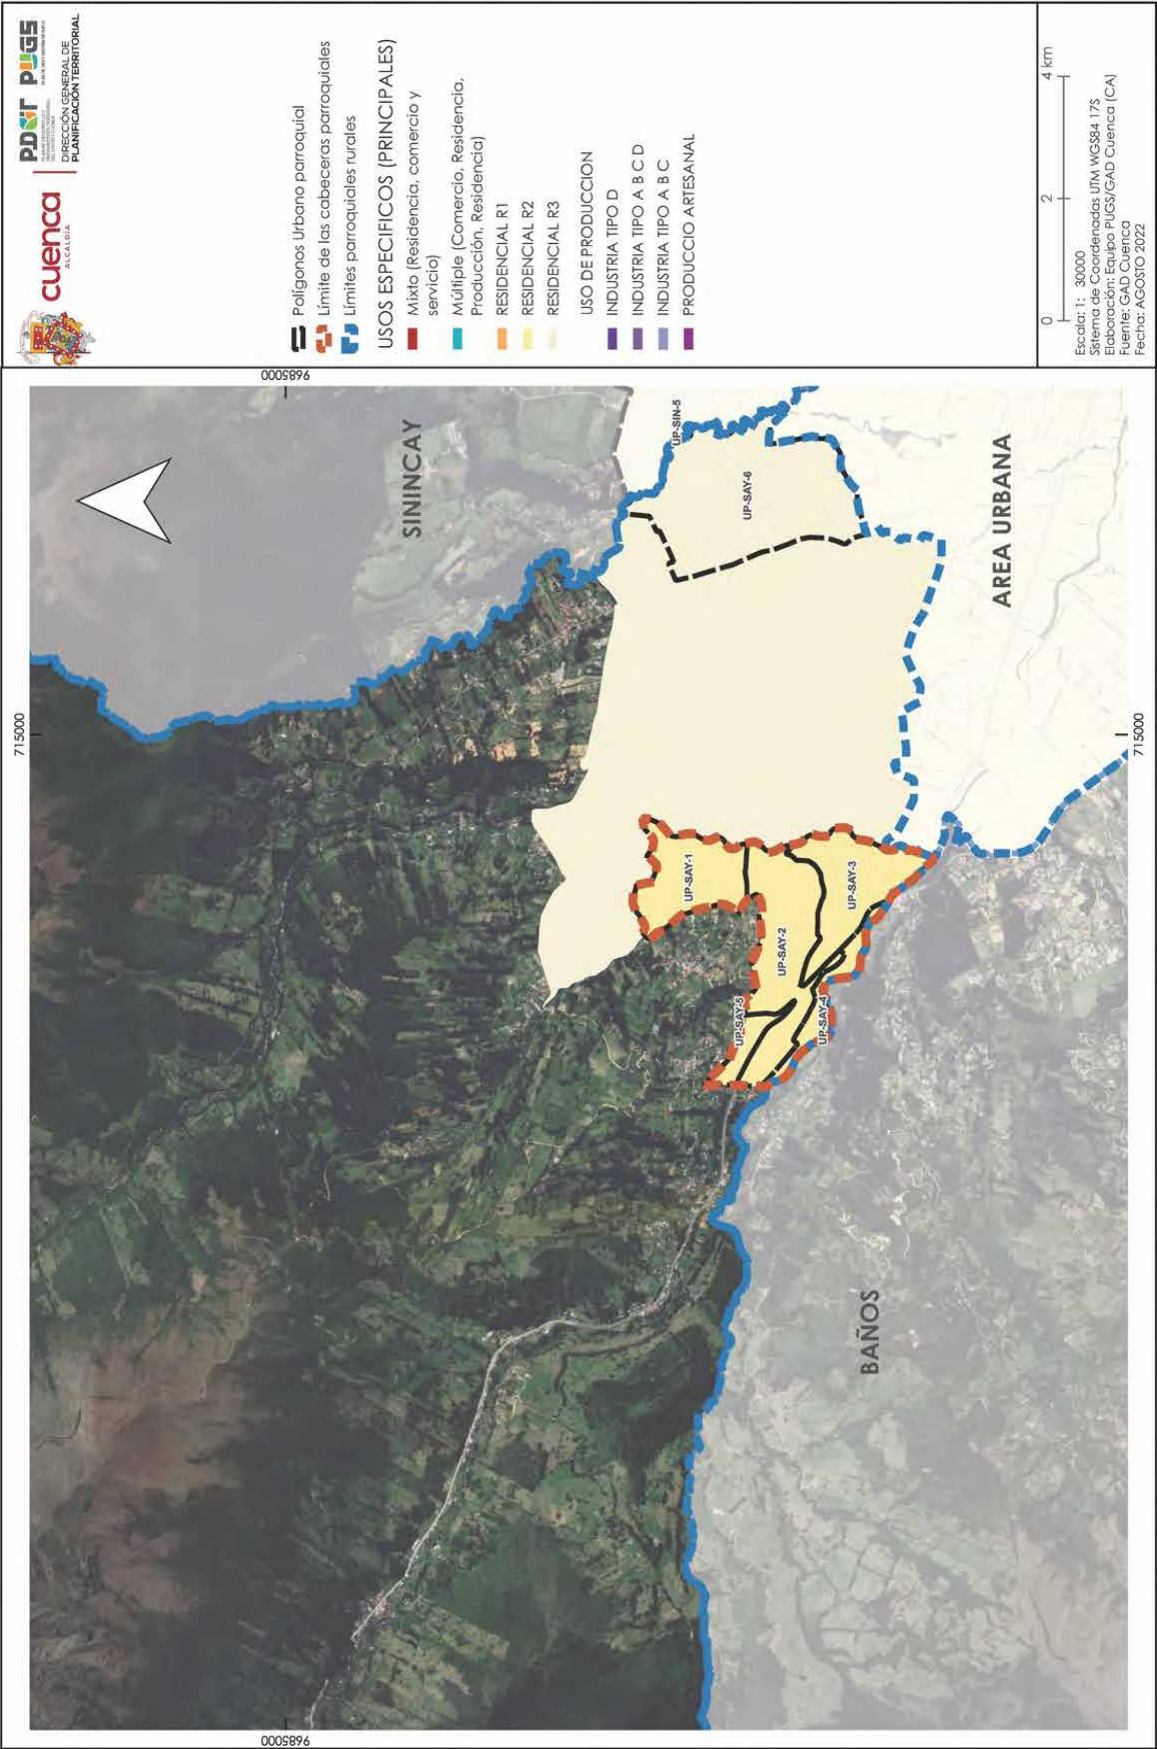 cuenca
ALCALDÍA
PDOT PUGS
DIRECCIÓN GENERAL DE
PLANIFICACIÓN TERRITORIAL
Polígonos Urbano parroquial
Límite de las cabeceras parroquiales
Límites parroquiales rurales
USOS ESPECIFICOS (PRINCIPALES)
Mixto (Residencia, comercio y
servicio)
Múltiple (Comercio, Residencia,
Producción, Residencia)
RESIDENCIAL R1
RESIDENCIAL R2
RESIDENCIAL R3
USO DE PRODUCCION
INDUSTRIA TIPO D
INDUSTRIA TIPO A B C D
INDUSTRIA TIPO A B C
PRODUCCIO ARTESANAL
0 2 4 km
Escala: 1: 30000
Sistema de Coordenadas UTM WGS84 17S
Elaboración: Equipo PUGS/GAD Cuenca (CA)
Fuente: GAD Cuenca
Fecha: AGOSTO 2022
715000
9685000
9685000
715000
SININCAY
UP-SIN-5
UP-SAY-6
AREA URBANA
UP-SAY-1
UP-SAY-2
UP-SAY-3
UP-SAY-5
UP-SAY-4
BAÑOS